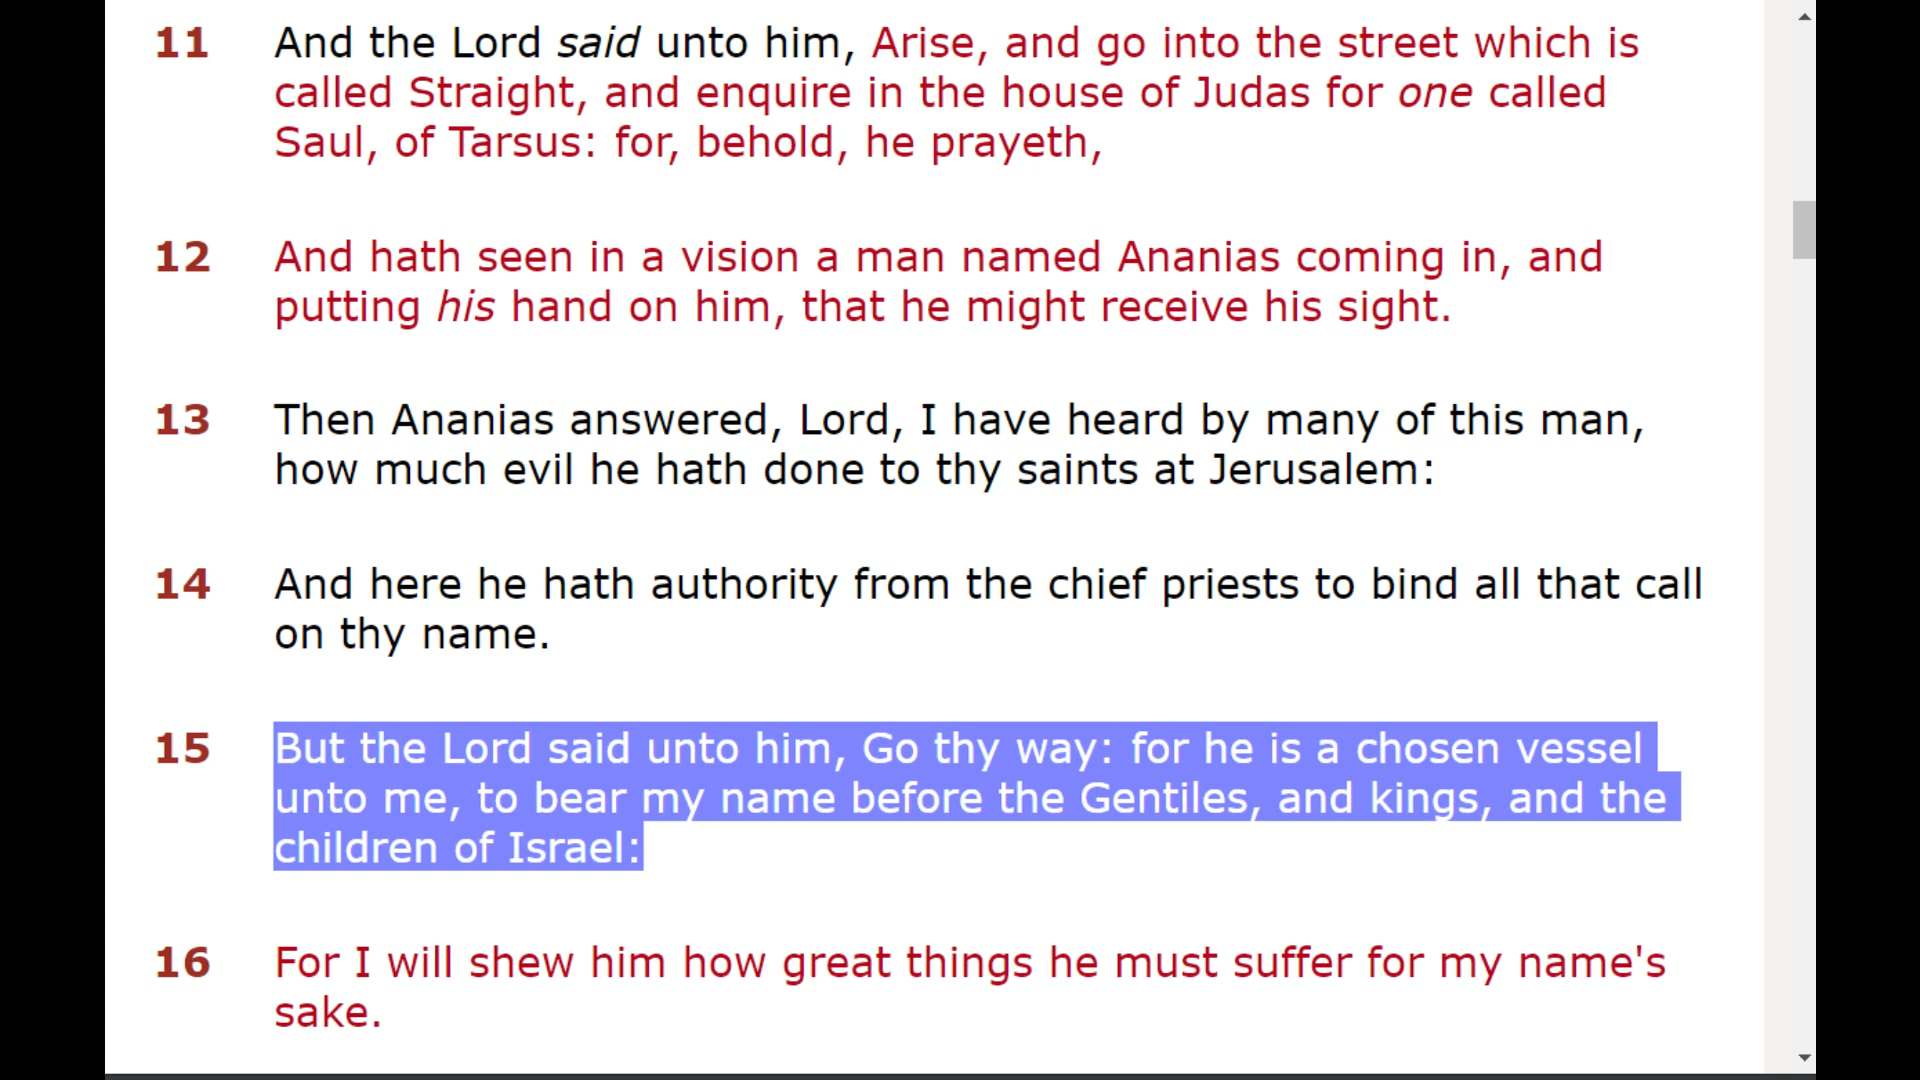 11 And the Lord said unto him, Arise, and go into the street which is
called Straight, and enquire in the house of Judas for one called
Saul, of Tarsus: for, behold, he prayeth,
12 And hath seen in a vision a man named Ananias coming in, and
putting his hand on him, that he might receive his sight.
13 Then Ananias answered, Lord, I have heard by many of this man,
how much evil he hath done to thy saints at Jerusalem:
14 And here he hath authority from the chief priests to bind all that call
on thy name.
15 But the Lord said unto him, Go thy way: for he is a chosen vessel
unto me, to bear my name before the Gentiles, and kings, and the
children of Israel:
16 For I will shew him how great things he must suffer for my name's
sake.